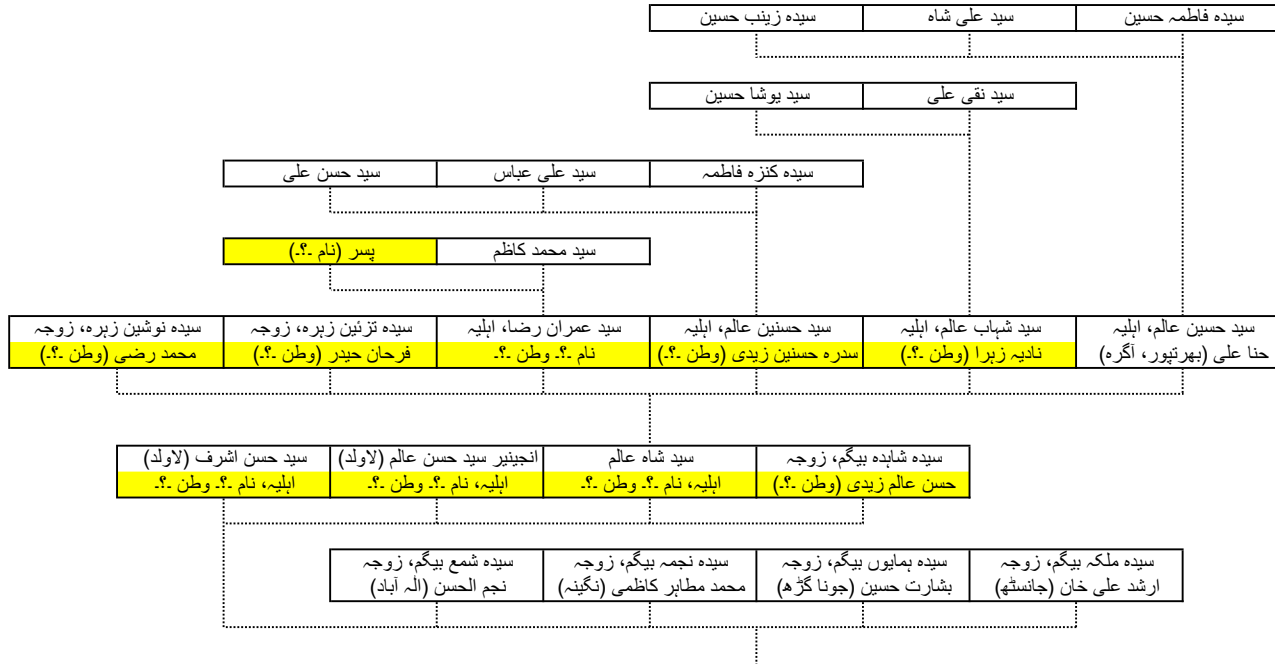 سیدہ فاطمہ حسین
سید علی شاہ
سیدہ زینب حسین
سید نقی علی
سید یوشا حسین
سیدہ کنزہ فاطمہ
سید علی عباس
سید حسن علی
سید محمد کاظم
پسر (نام ۔؟۔)
سید حسین عالم، اہلیہ
حنا علی (بھرتپور، آگرہ)
سید شہاب عالم، اہلیہ
نادیہ زہرا (وطن ۔؟۔)
سید حسنین عالم، اہلیہ
سدرہ حسنین زیدی (وطن ۔؟۔)
سید عمران رضا، اہلیہ
نام ۔؟۔ وطن ۔؟۔
سیدہ تزئین زہرہ، زوجہ
فرحان حیدر (وطن ۔؟۔)
سیدہ نوشین زہرہ، زوجہ
محمد رضی (وطن ۔؟۔)
سیدہ شاہدہ بیگم، زوجہ
حسن عالم زیدی (وطن ۔؟۔)
سید شاہ عالم
اہلیہ، نام ۔؟۔ وطن ۔؟۔
انجینیر سید حسن عالم (لاولد)
اہلیہ، نام ۔؟۔ وطن ۔؟۔
سید حسن اشرف (لاولد)
اہلیہ، نام ۔؟۔ وطن ۔؟۔
سیدہ ملکہ بیگم، زوجہ
ارشد علی خان (جانسٹھ)
سیدہ ہمایوں بیگم، زوجہ
بشارت حسین (جونا گڑھ)
سیدہ نجمہ بیگم، زوجہ
محمد مطاہر کاظمی (نگینہ)
سیدہ شمع بیگم، زوجہ
نجم الحسن (الٰہ آباد)